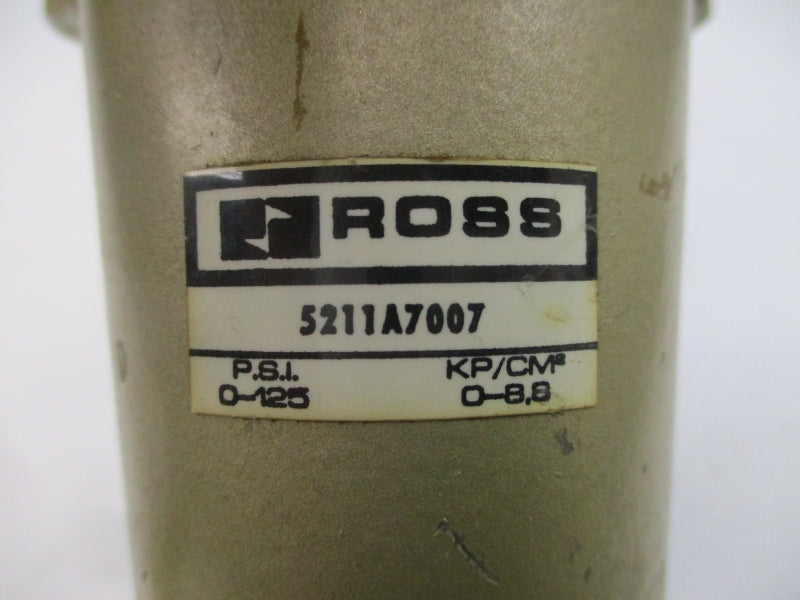 ROSS
5211A7007
P.S.I. KP/CM²
0-125 0-8,8